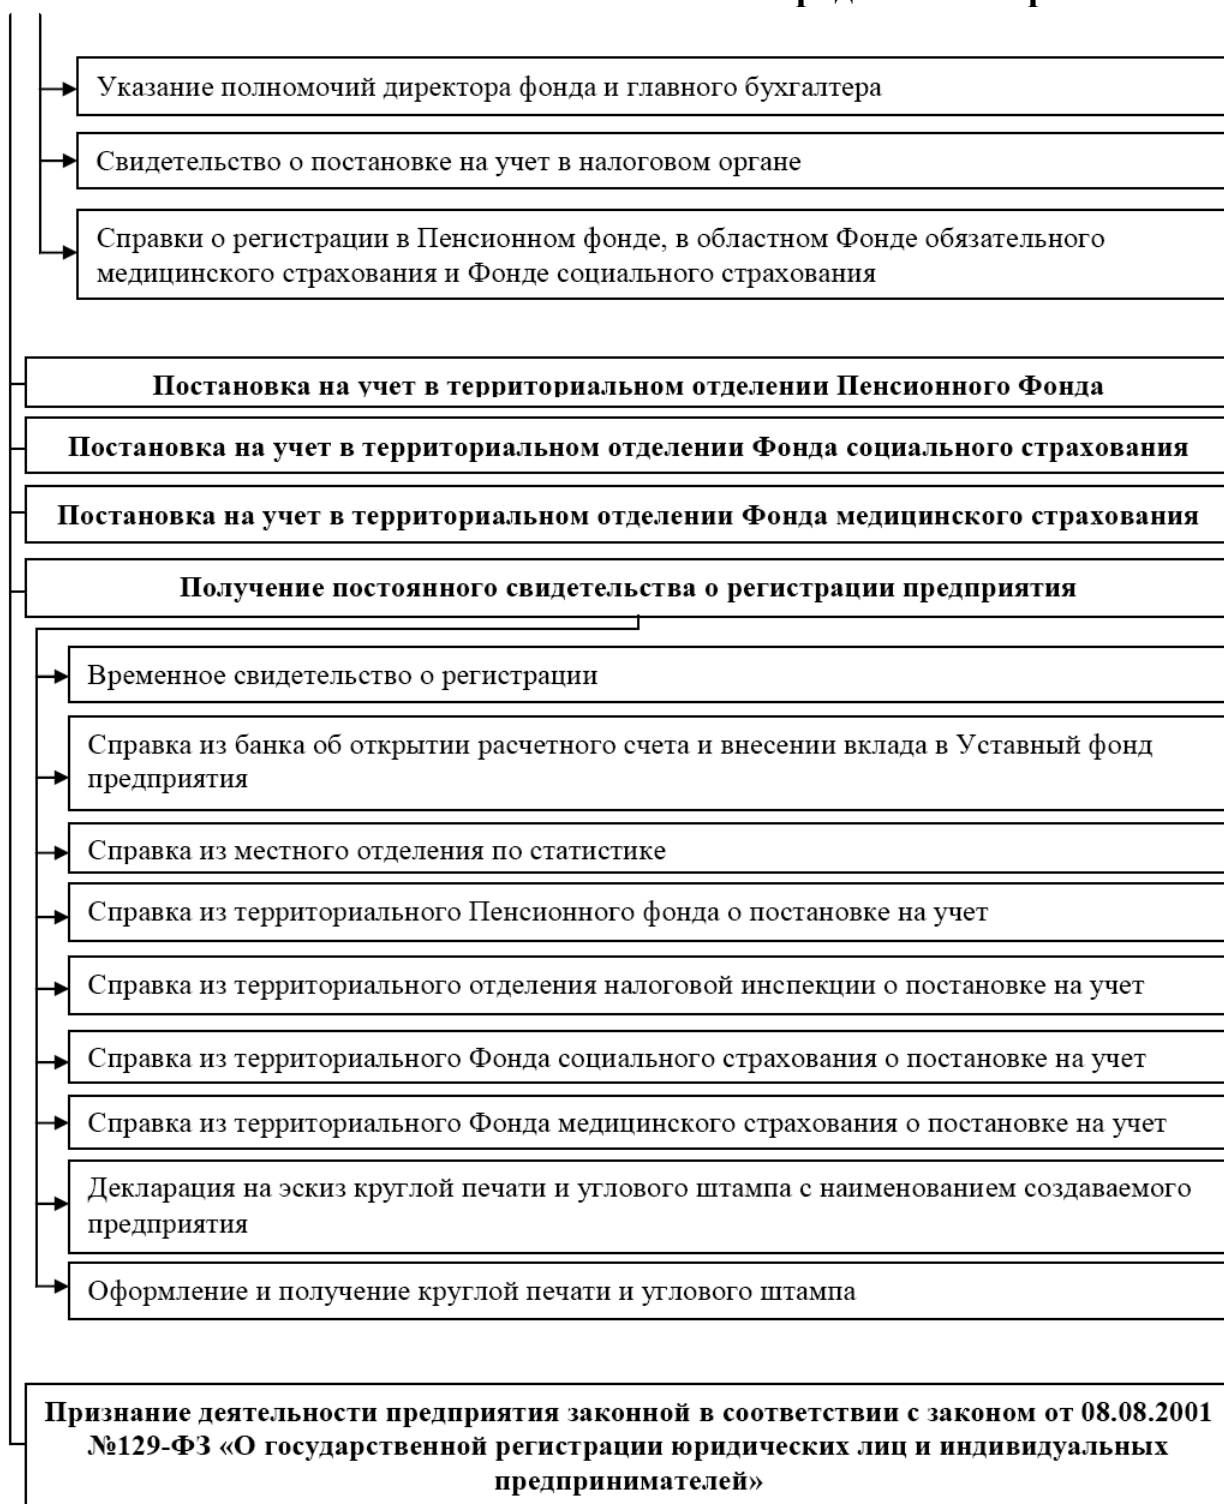 Указание полномочий директора фонда и главного бухгалтера
Свидетельство о постановке на учет в налоговом органе
Справки о регистрации в Пенсионном фонде, в областном Фонде обязательного
медицинского страхования и Фонде социального страхования
Постановка на учет в территориальном отделении Пенсионного Фонда
Постановка на учет в территориальном отделении Фонда социального страхования
Постановка на учет в территориальном отделении Фонда медицинского страхования
Получение постоянного свидетельства о регистрации предприятия
Временное свидетельство о регистрации
Справка из банка об открытии расчетного счета и внесении вклада в Уставный фонд
предприятия
Справка из местного отделения по статистике
Справка из территориального Пенсионного фонда о постановке на учет
Справка из территориального отделения налоговой инспекции о постановке на учет
Справка из территориального Фонда социального страхования о постановке на учет
Справка из территориального Фонда медицинского страхования о постановке на учет
Декларация на эскиз круглой печати и углового штампа с наименованием создаваемого
предприятия
Оформление и получение круглой печати и углового штампа
Признание деятельности предприятия законной в соответствии с законом от 08.08.2001
№129-ФЗ «О государственной регистрации юридических лиц и индивидуальных
предпринимателей»